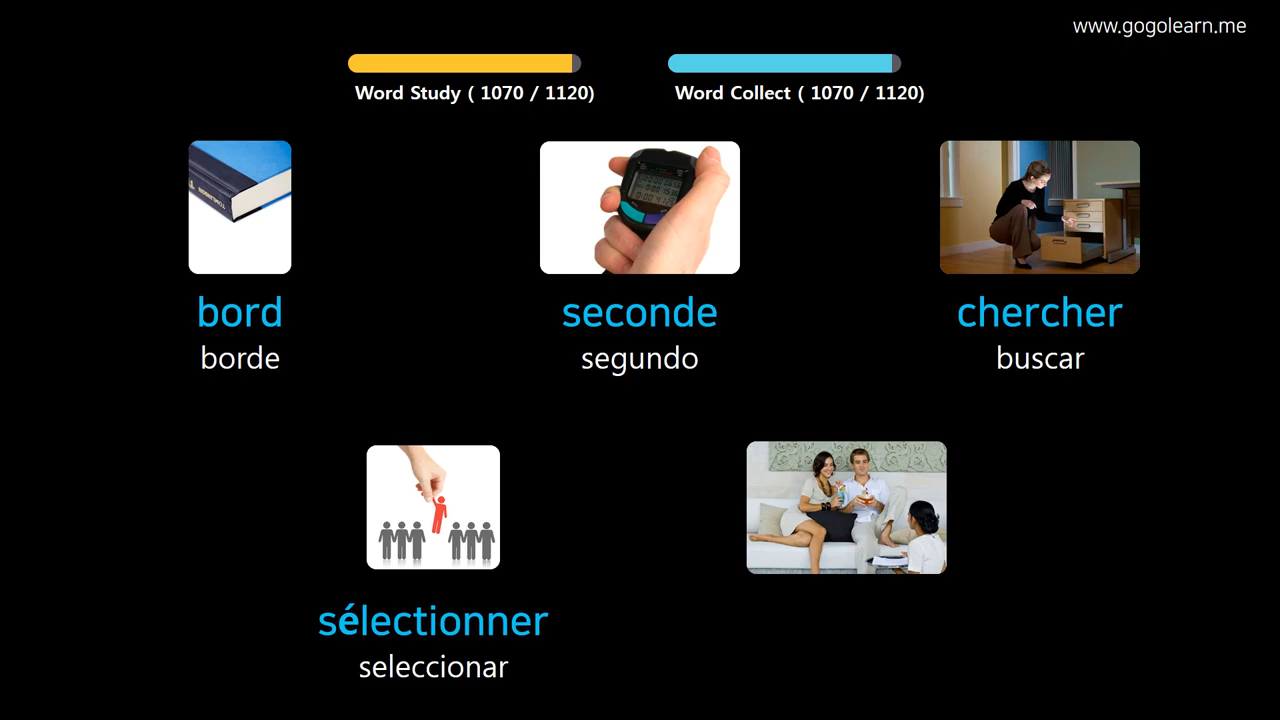 www.gogolearn.me
Word Study ( 1070 / 1120)
Word Collect ( 1070 / 1120)
TOMLINSON
bord
seconde
chercher
borde
segundo
buscar
sélectionner
seleccionar